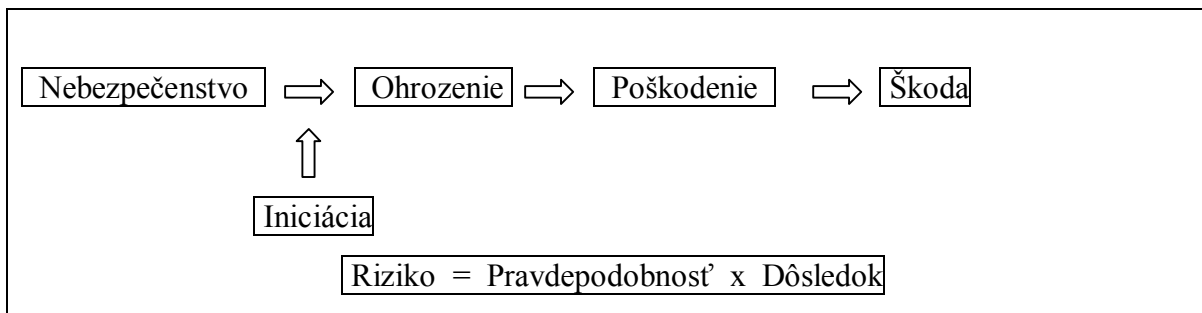 Nebezpečenstvo Ohrozenie Poškodenie Škoda
Iniciácia
Riziko = Pravdepodobnosť x Dôsledok